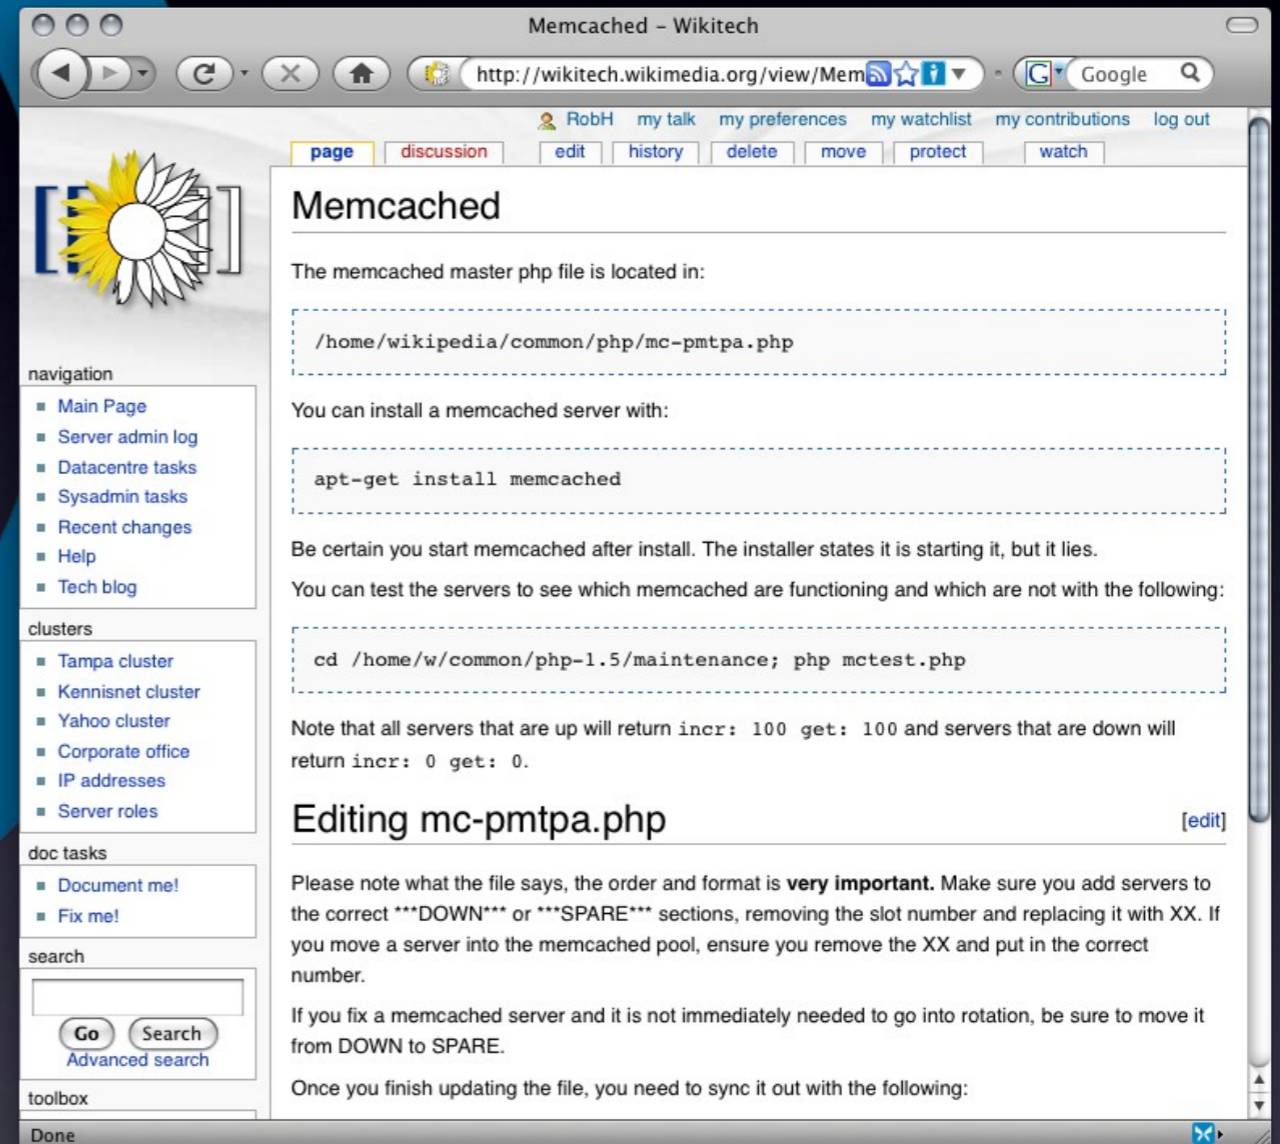 Memcached – Wikitech
http://wikitech.wikimedia.org/view/Mem
Google
RobH my talk my preferences my watchlist my contributions log out
page discussion edit history delete move protect watch
Memcached
The memcached master php file is located in:
/home/wikipedia/common/php/mc-pmtpa.php
You can install a memcached server with:
apt-get install memcached
Be certain you start memcached after install. The installer states it is starting it, but it lies.
You can test the servers to see which memcached are functioning and which are not with the following:
cd /home/w/common/php-1.5/maintenance; php mctest.php
Note that all servers that are up will return incr: 100 get: 100 and servers that are down will
return incr: 0 get: 0.
Editing mc-pmtpa.php [edit]
Please note what the file says, the order and format is very important. Make sure you add servers to
the correct ***DOWN*** or ***SPARE*** sections, removing the slot number and replacing it with XX. If
you move a server into the memcached pool, ensure you remove the XX and put in the correct
number.
If you fix a memcached server and it is not immediately needed to go into rotation, be sure to move it
from DOWN to SPARE.
Once you finish updating the file, you need to sync it out with the following:
navigation
Main Page
Server admin log
Datacentre tasks
Sysadmin tasks
Recent changes
Help
Tech blog
clusters
Tampa cluster
Kennisnet cluster
Yahoo cluster
Corporate office
IP addresses
Server roles
doc tasks
Document me!
Fix me!
search
Go Search
Advanced search
toolbox
Done